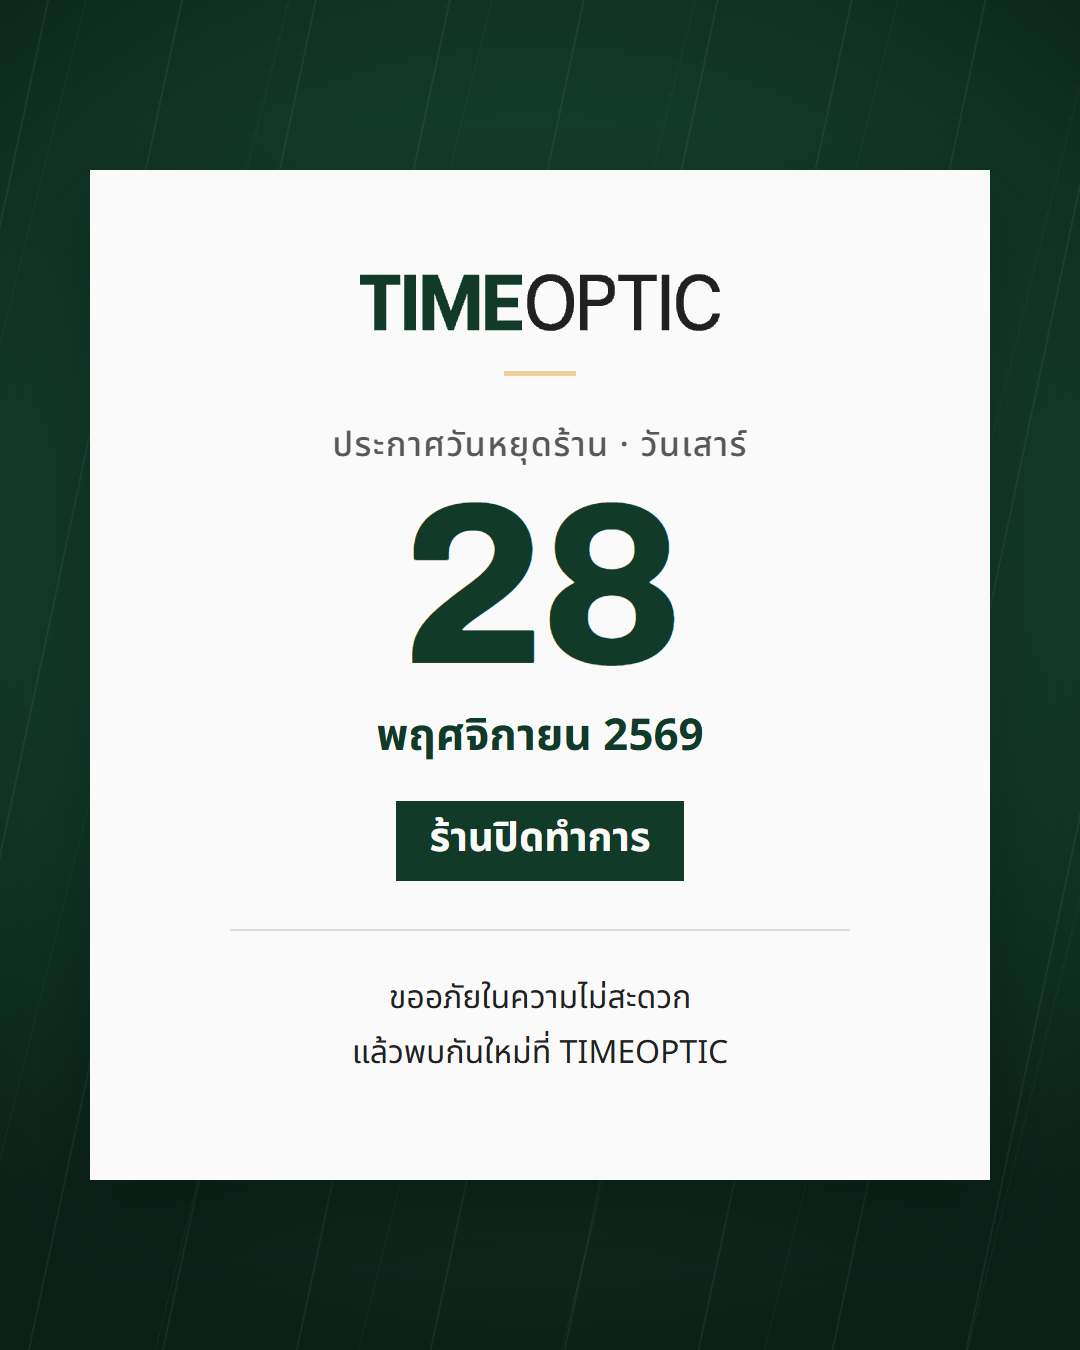 TIMEOPTIC
ประกาศวันหยุดร้าน · วันเสาร์
28
พฤศจิกายน 2569
ร้านปิดทำการ
ขออภัยในความไม่สะดวก
แล้วพบกันใหม่ที่ TIMEOPTIC